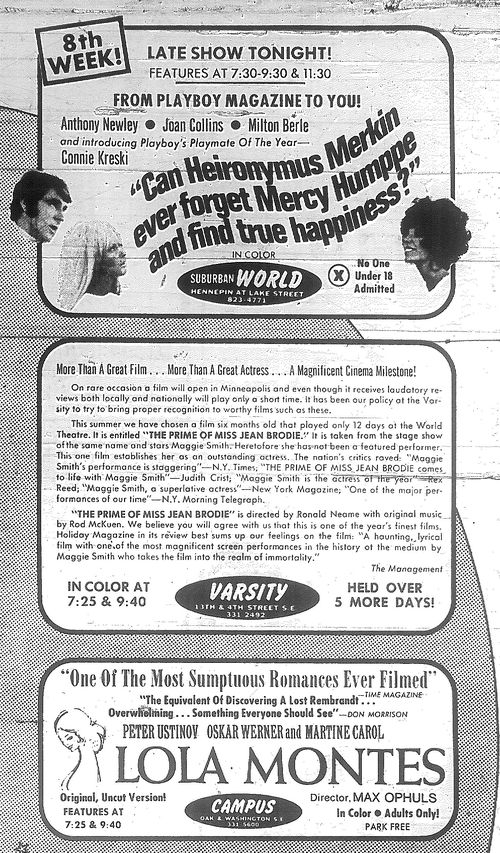 8th
WEEK!
LATE SHOW TONIGHT!
FEATURES AT 7:30-9:30 & 11:30
FROM PLAYBOY MAGAZINE TO YOU!
Anthony Newley ● Joan Collins ● Milton Berle
and introducing Playboy's Playmate Of The Year—
Connie Kreski
"Can Heironymus Merkin
ever forget Mercy Humppe
and find true happiness?"
IN COLOR
SUBURBAN WORLD
HENNEPIN AT LAKE STREET
823-4771
X
No One
Under 18
Admitted
More Than A Great Film . . . More Than A Great Actress . . . A Magnificent Cinema Milestone!
On rare occasion a film will open in Minneapolis and even though it receives laudatory re-
views both locally and nationally will play only a short time. It has been our policy at the Var-
sity to try to bring proper recognition to worthy films such as these.
This summer we have chosen a film six months old that played only 12 days at the World
Theatre. It is entitled "THE PRIME OF MISS JEAN BRODIE." It is taken from the stage show
of the same name and stars Maggie Smith. Heretofore she has not been a featured performer.
This one film establishes her as an outstanding actress. The nation's critics raved: "Maggie
Smith's performance is staggering"—N.Y. Times; "THE PRIME OF MISS JEAN BRODIE comes
to life with Maggie Smith"—Judith Crist; "Maggie Smith is the actress of the year"—Rex
Reed; "Maggie Smith, a superlative actress"—New York Magazine; "One of the major per-
formances of our time"—N.Y. Morning Telegraph.
"THE PRIME OF MISS JEAN BRODIE" is directed by Ronald Neame with original music
by Rod McKuen. We believe you will agree with us that this is one of the year's finest films.
Holiday Magazine in its review best sums up our feelings on the film: "A haunting, lyrical
film with one of the most magnificent screen performances in the history of the medium by
Maggie Smith who takes the film into the realm of immortality."
The Management
IN COLOR AT
7:25 & 9:40
VARSITY
13TH & 4TH STREET S.E.
331 2492
HELD OVER
5 MORE DAYS!
"One Of The Most Sumptuous Romances Ever Filmed"
—TIME MAGAZINE
"The Equivalent Of Discovering A Lost Rembrandt . . .
Overwhelming . . . Something Everyone Should See"—DON MORRISON
PETER USTINOV OSKAR WERNER and MARTINE CAROL
LOLA MONTES
Original, Uncut Version!
FEATURES AT
7:25 & 9:40
CAMPUS
OAK & WASHINGTON S.E.
331 5600
Director, MAX OPHULS
In Color ● Adults Only!
PARK FREE